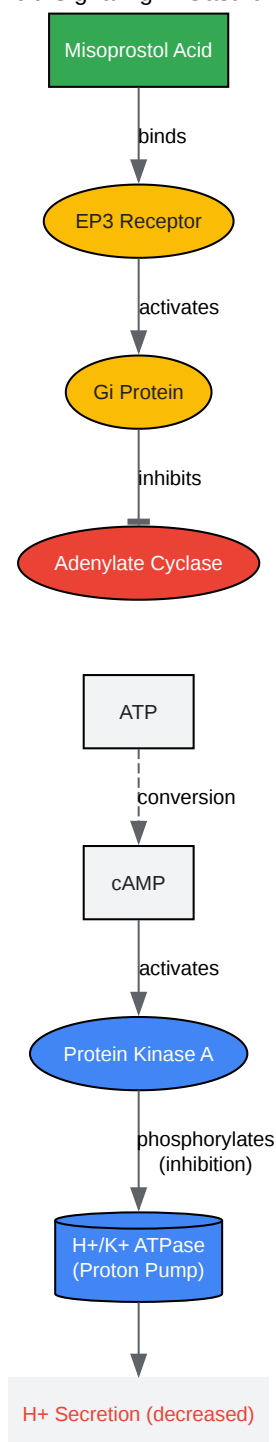 Misoprostol Acid
binds
EP3 Receptor
activates
Gi Protein
inhibits
Adenylate Cyclase
ATP
conversion
cAMP
activates
Protein Kinase A
phosphorylates
(inhibition)
H+/K+ ATPase
(Proton Pump)
H+ Secretion (decreased)